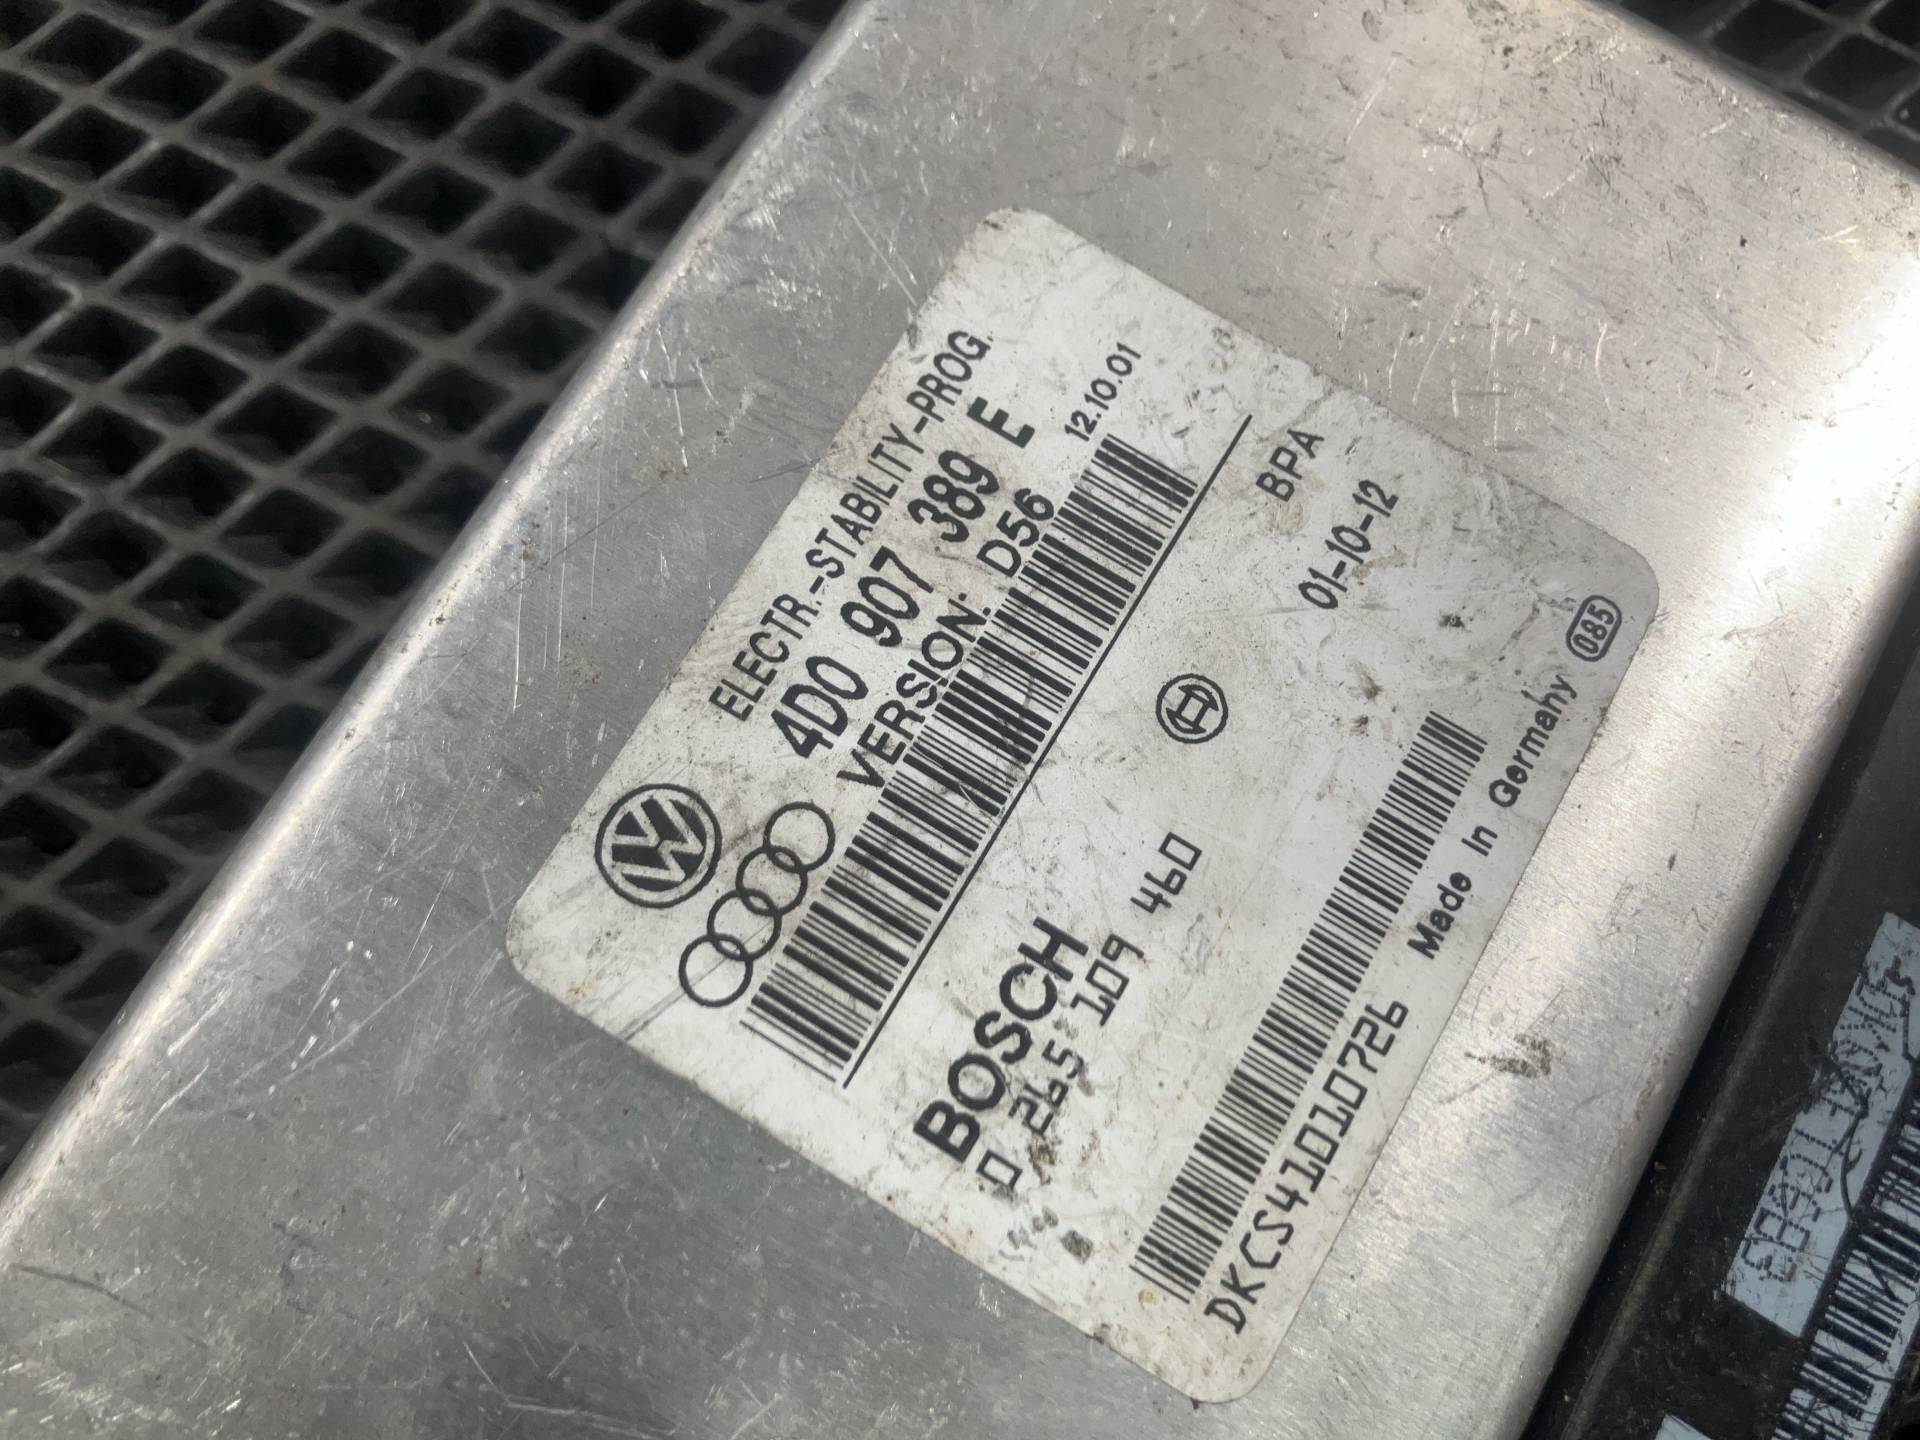 ELECTR.-STABILITY-PROG.
4D0 907 389 E
VERSION: D56
12.10.01
BPA
BOSCH
0 265 109 460
01-10-12
DKCS41010726
Made in Germany
085